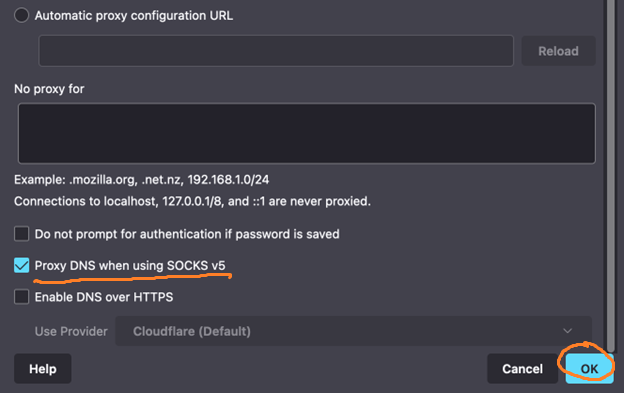 Automatic proxy configuration URL
Reload
No proxy for
Example: .mozilla.org, .net.nz, 192.168.1.0/24
Connections to localhost, 127.0.0.1/8, and ::1 are never proxied.
Do not prompt for authentication if password is saved
Proxy DNS when using SOCKS v5
Enable DNS over HTTPS
Use Provider Cloudflare (Default)
Help Cancel OK